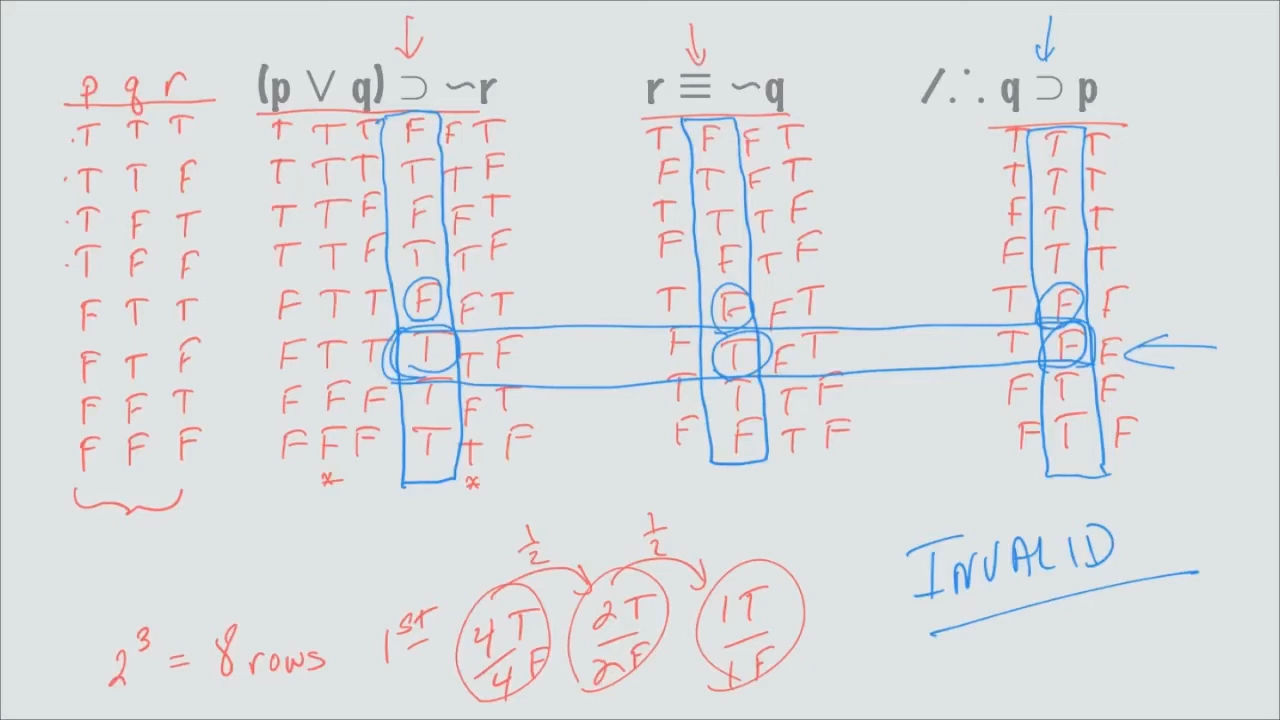 p q r (p ∨ q) ⊃ ∼r r ≡ ∼q /∴ q ⊃ p
T T T T T T F F T T F F T T T T
T T F T T T T T F F T F T T T T
T F T T T F F F T T T T F F T T
T F F T T F T T F F F T F F T T
F T T F T T F F T T F F T T F F
F T F F T T T T F F T F T T F F
F F T F F F T F T T T T F F T F
F F F F F F T T F F F T F F T F
* *
1/2 1/2
INVALID
2³ = 8 rows 1ST 4T/4F 2T/2F 1T/1F